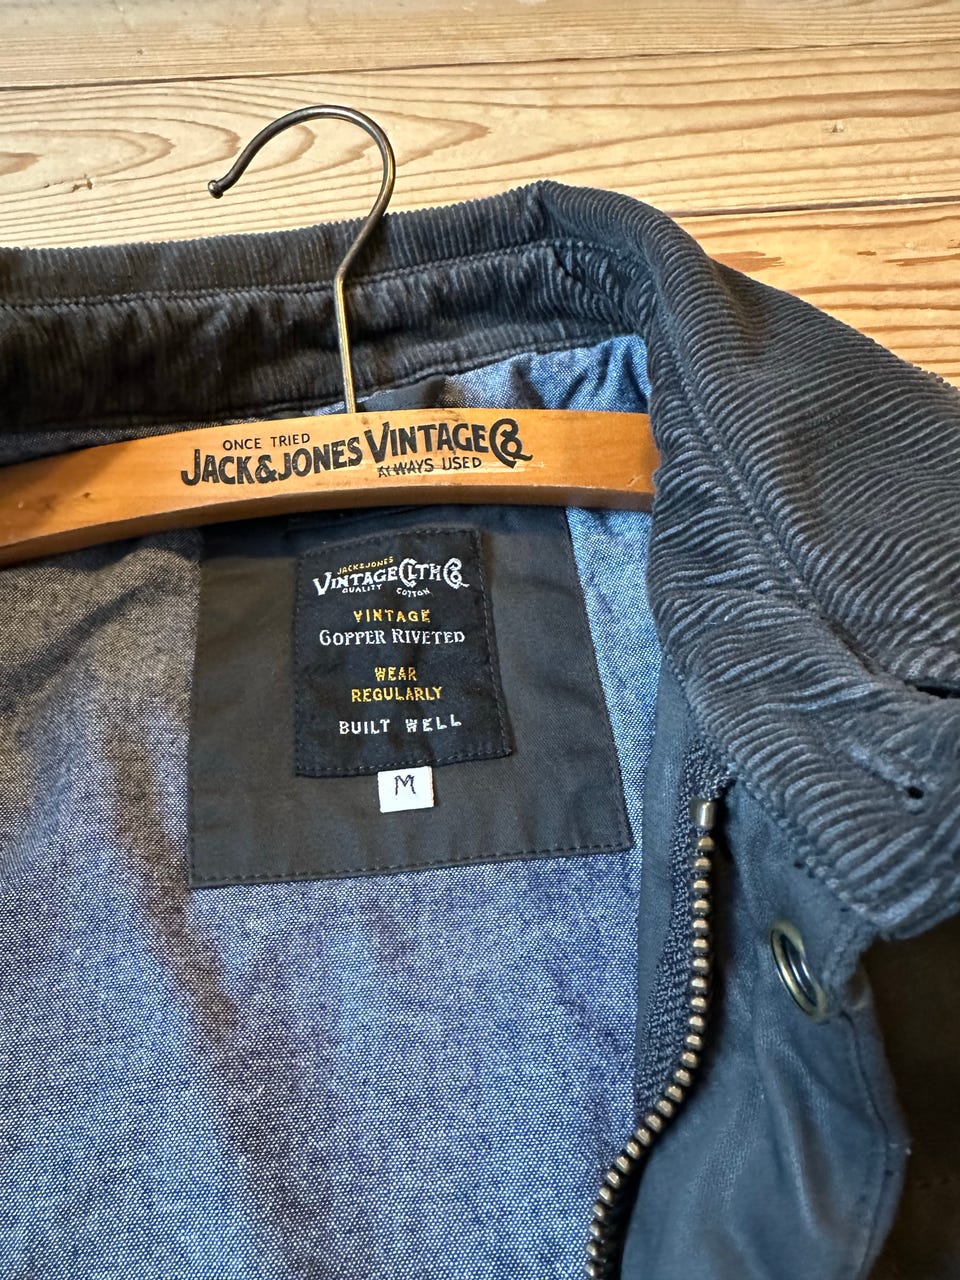 ONCE TRIED
JACK & JONES VINTAGE Co
ALWAYS USED
JACK & JONES
VINTAGE CLTH Co
QUALITY COTTON
VINTAGE
COPPER RIVETED
WEAR
REGULARLY
BUILT WELL
M